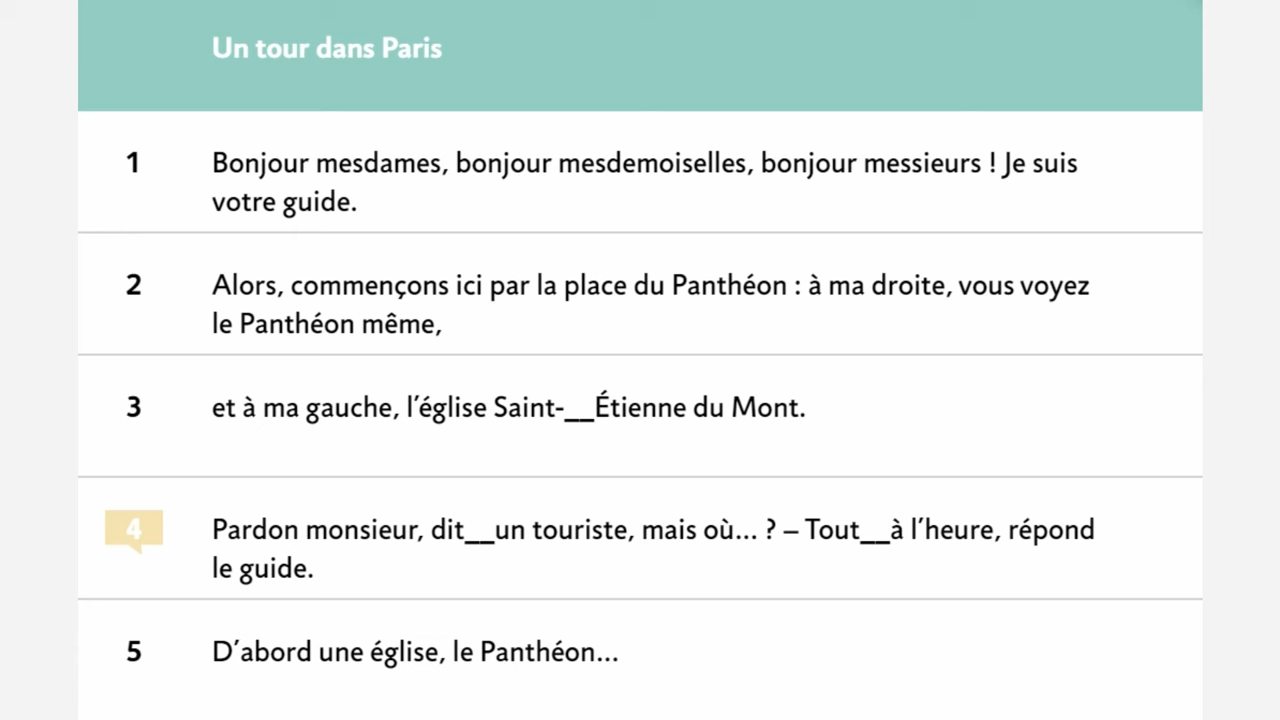 Un tour dans Paris
1
Bonjour mesdames, bonjour mesdemoiselles, bonjour messieurs ! Je suis
votre guide.
2
Alors, commençons ici par la place du Panthéon : à ma droite, vous voyez
le Panthéon même,
3
et à ma gauche, l’église Saint-__Étienne du Mont.
4
Pardon monsieur, dit__un touriste, mais où… ? – Tout__à l’heure, répond
le guide.
5
D’abord une église, le Panthéon…